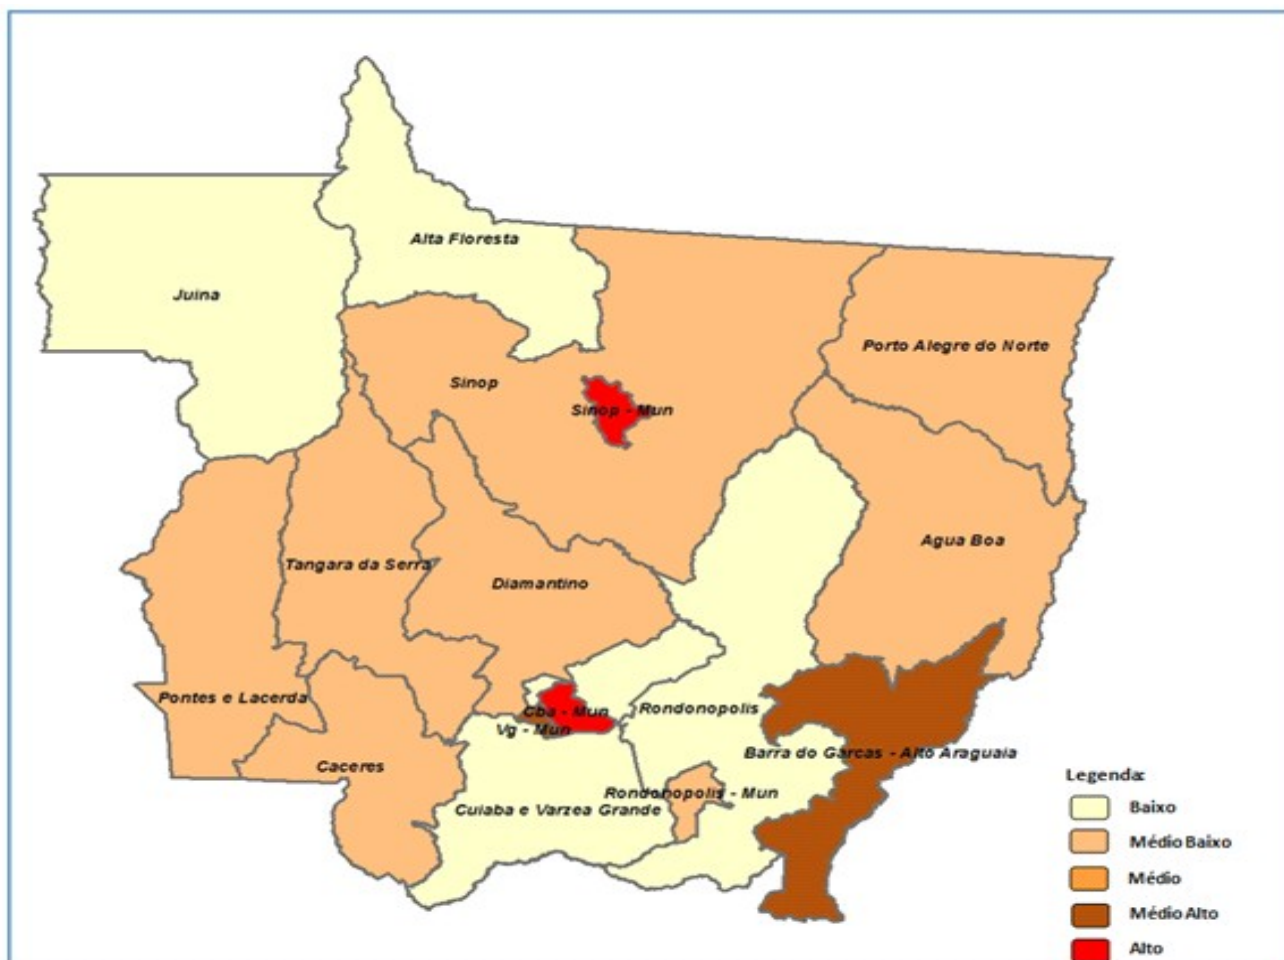 Alta Floresta
Juina
Porto Alegre do Norte
Sinop
Sinop - Mun
Agua Boa
Tangara da Serra
Diamantino
Pontes e Lacerda
Cba - Mun
Rondonopolis
Vg - Mun
Barra do Garcas - Alto Araguaia
Caceres
Rondonopolis - Mun
Cuiaba e Varzea Grande
Legenda:
Baixo
Médio Baixo
Médio
Médio Alto
Alto